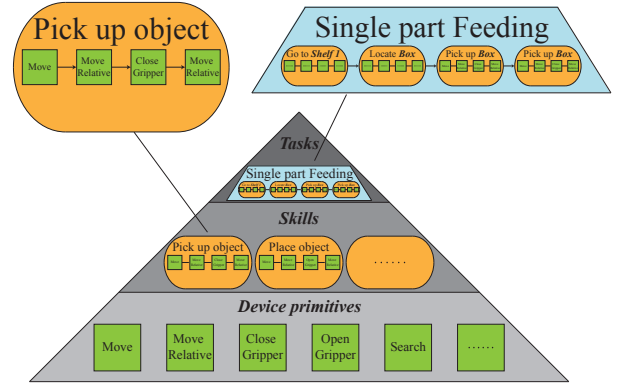 Pick up object
Move
Move
Relative
Close
Gripper
Move
Relative
Single part Feeding
Go to Shelf 1
Locate Box
Pick up Box
Pick up Box
Tasks
Single part Feeding
Skills
Pick up object
Place object
......
Device primitives
Move
Move
Relative
Close
Gripper
Open
Gripper
Search
......